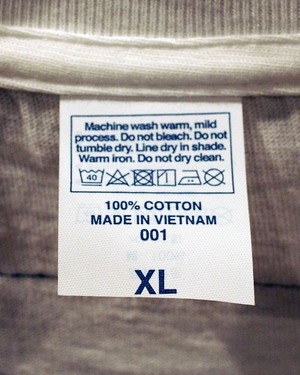 Machine wash warm, mild
process. Do not bleach. Do not
tumble dry. Line dry in shade.
Warm iron. Do not dry clean.
40
100% COTTON
MADE IN VIETNAM
001
XL